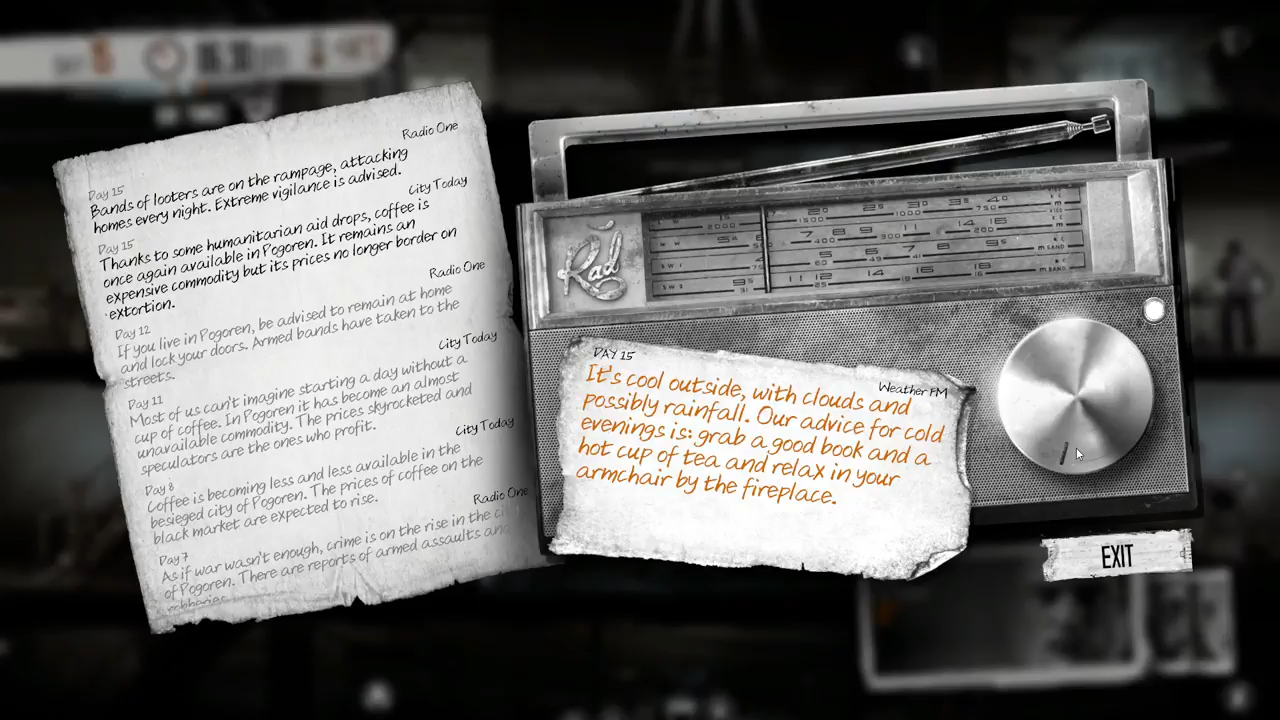 Radio One
Day 15
Bands of looters are on the rampage, attacking
homes every night. Extreme vigilance is advised.
City Today
Day 15
Thanks to some humanitarian aid drops, coffee is
once again available in Pogoren. It remains an
expensive commodity but its prices no longer border on
extortion.
Radio One
Day 12
If you live in Pogoren, be advised to remain at home
and lock your doors. Armed bands have taken to the
streets.
City Today
Day 11
Most of us can't imagine starting a day without a
cup of coffee. In Pogoren it has become an almost
unavailable commodity. The prices skyrocketed and
speculators are the ones who profit.
City Today
Day 8
Coffee is becoming less and less available in the
besieged city of Pogoren. The prices of coffee on the
black market are expected to rise.
Radio One
Day 7
As if war wasn't enough, crime is on the rise in the
of Pogoren. There are reports of armed assaults and
robberies
Rad
DAY 15
Weather FM
It's cool outside, with clouds and
possibly rainfall. Our advice for cold
evenings is: grab a good book and a
hot cup of tea and relax in your
armchair by the fireplace.
EXIT